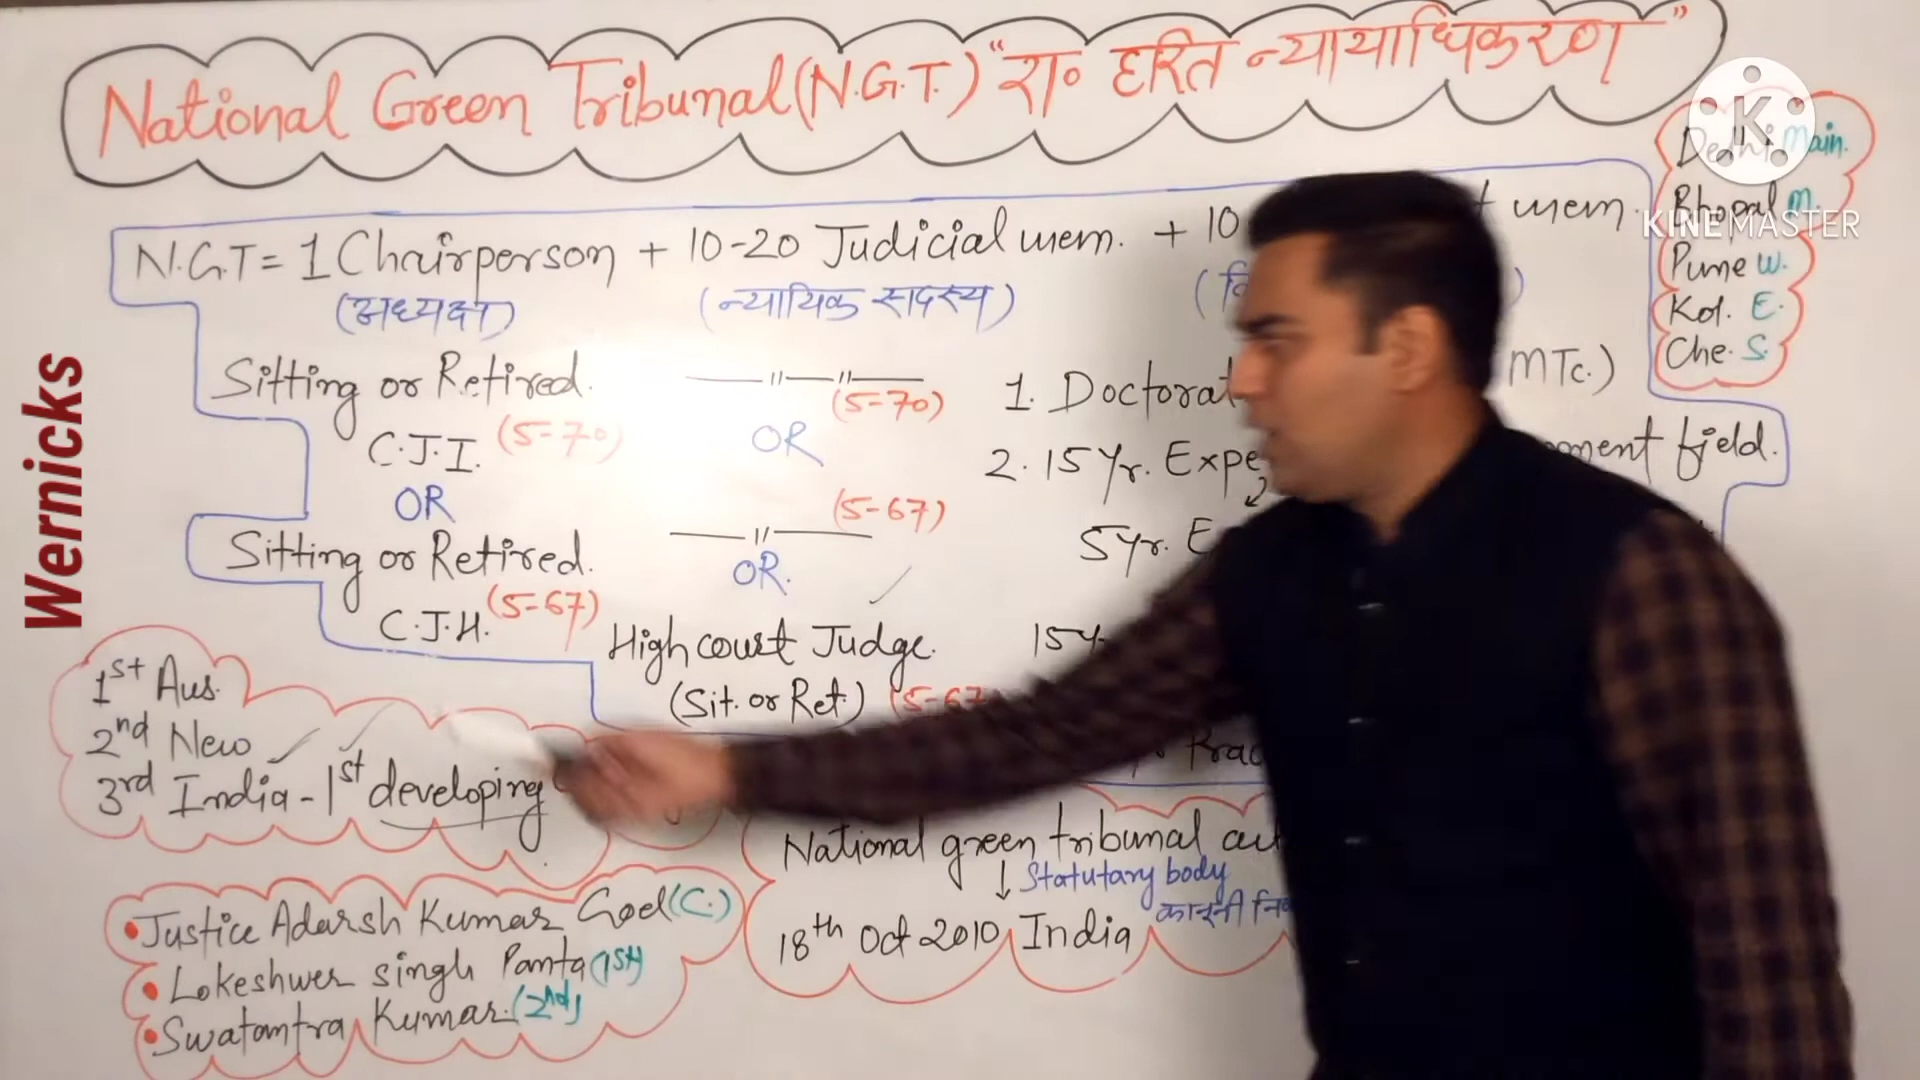 National Green Tribunal (N.G.T.) "रा० हरित न्यायाधिकरण"
Delhi Main.
Bhopal m.
KINEMASTER
Pune W.
Kol. E.
Che. S.
N.G.T = 1 Chairperson + 10-20 Judicial mem. + 10 mem.
(अध्यक्ष) (न्यायिक सदस्य)
Sitting or Retired. —"—"— 1. Doctorat MTc.)
C.J.I. (5-70) (5-70)
OR OR 2. 15 Yr. Expe field.
Sitting or Retired. —"— (5-67) 5 Yr. E
C.J.H. (5-67) OR.
High court Judge. 15 Y
(Sit. or Ret.) (5-67
1st Aus.
2nd New
3rd India - 1st developing
National green tribunal
↓ Statutary body
18th Oct 2010 India कानूनी
Justice Adarsh Kumar Goel (C.)
Lokeshwer singh Panta (1st)
Swatantra Kumar. (2nd)
Wernicks
K